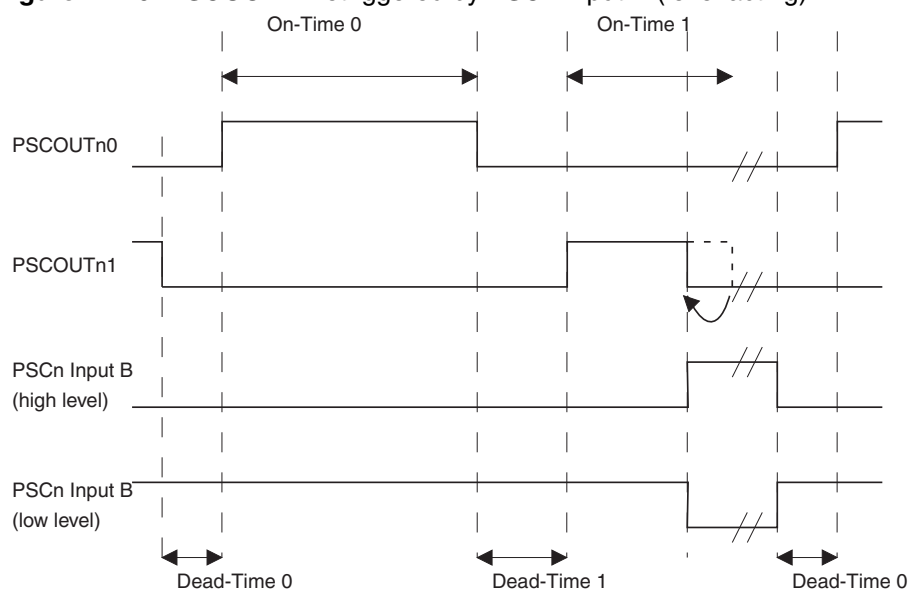 On-Time 0
On-Time 1
PSCOUTn0
PSCOUTn1
PSCn Input B
(high level)
PSCn Input B
(low level)
Dead-Time 0
Dead-Time 1
Dead-Time 0